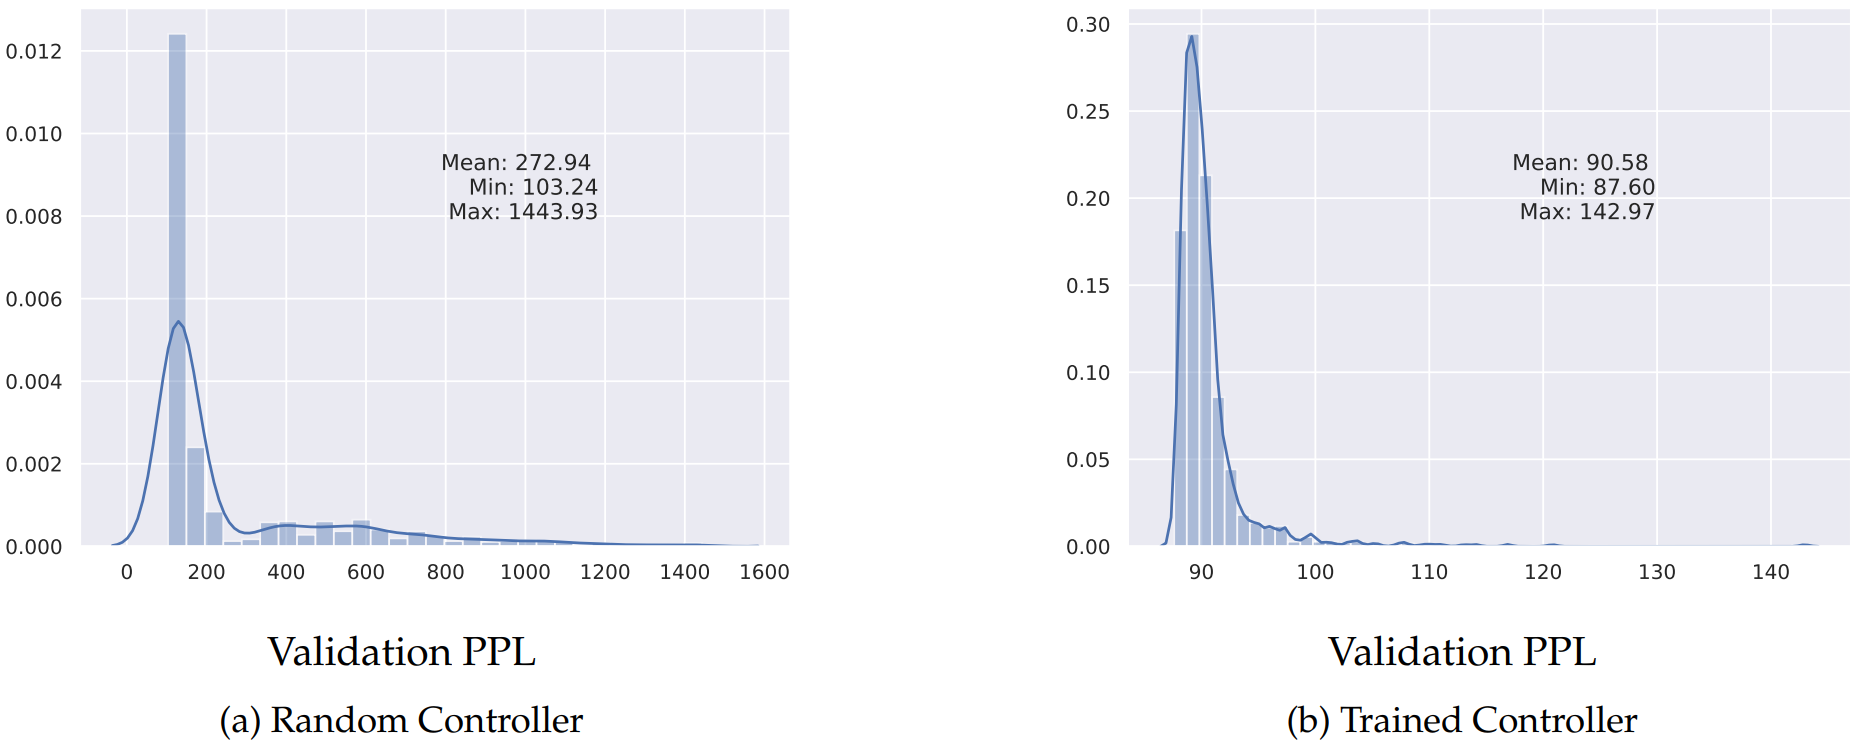 0.012
0.010
0.008
0.006
0.004
0.002
0.000
Mean: 272.94
Min: 103.24
Max: 1443.93
0 200 400 600 800 1000 1200 1400 1600
Validation PPL
(a) Random Controller
0.30
0.25
0.20
0.15
0.10
0.05
0.00
Mean: 90.58
Min: 87.60
Max: 142.97
90 100 110 120 130 140
Validation PPL
(b) Trained Controller